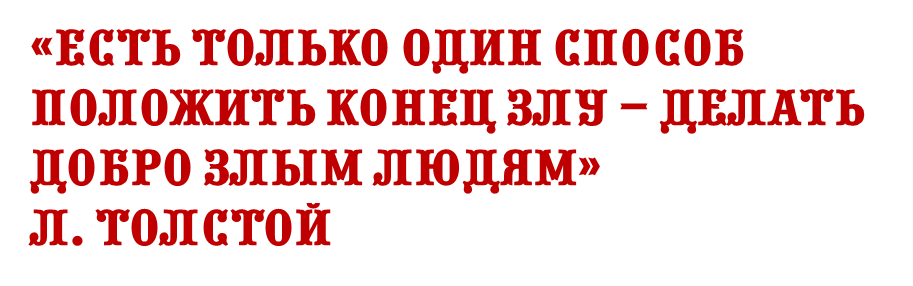 «ЕСТЬ ТОЛЬКО ОДИН СПОСОБ
ПОЛОЖИТЬ КОНЕЦ ЗЛУ – ДЕЛАТЬ
ДОБРО ЗЛЫМ ЛЮДЯМ»
Л. ТОЛСТОЙ